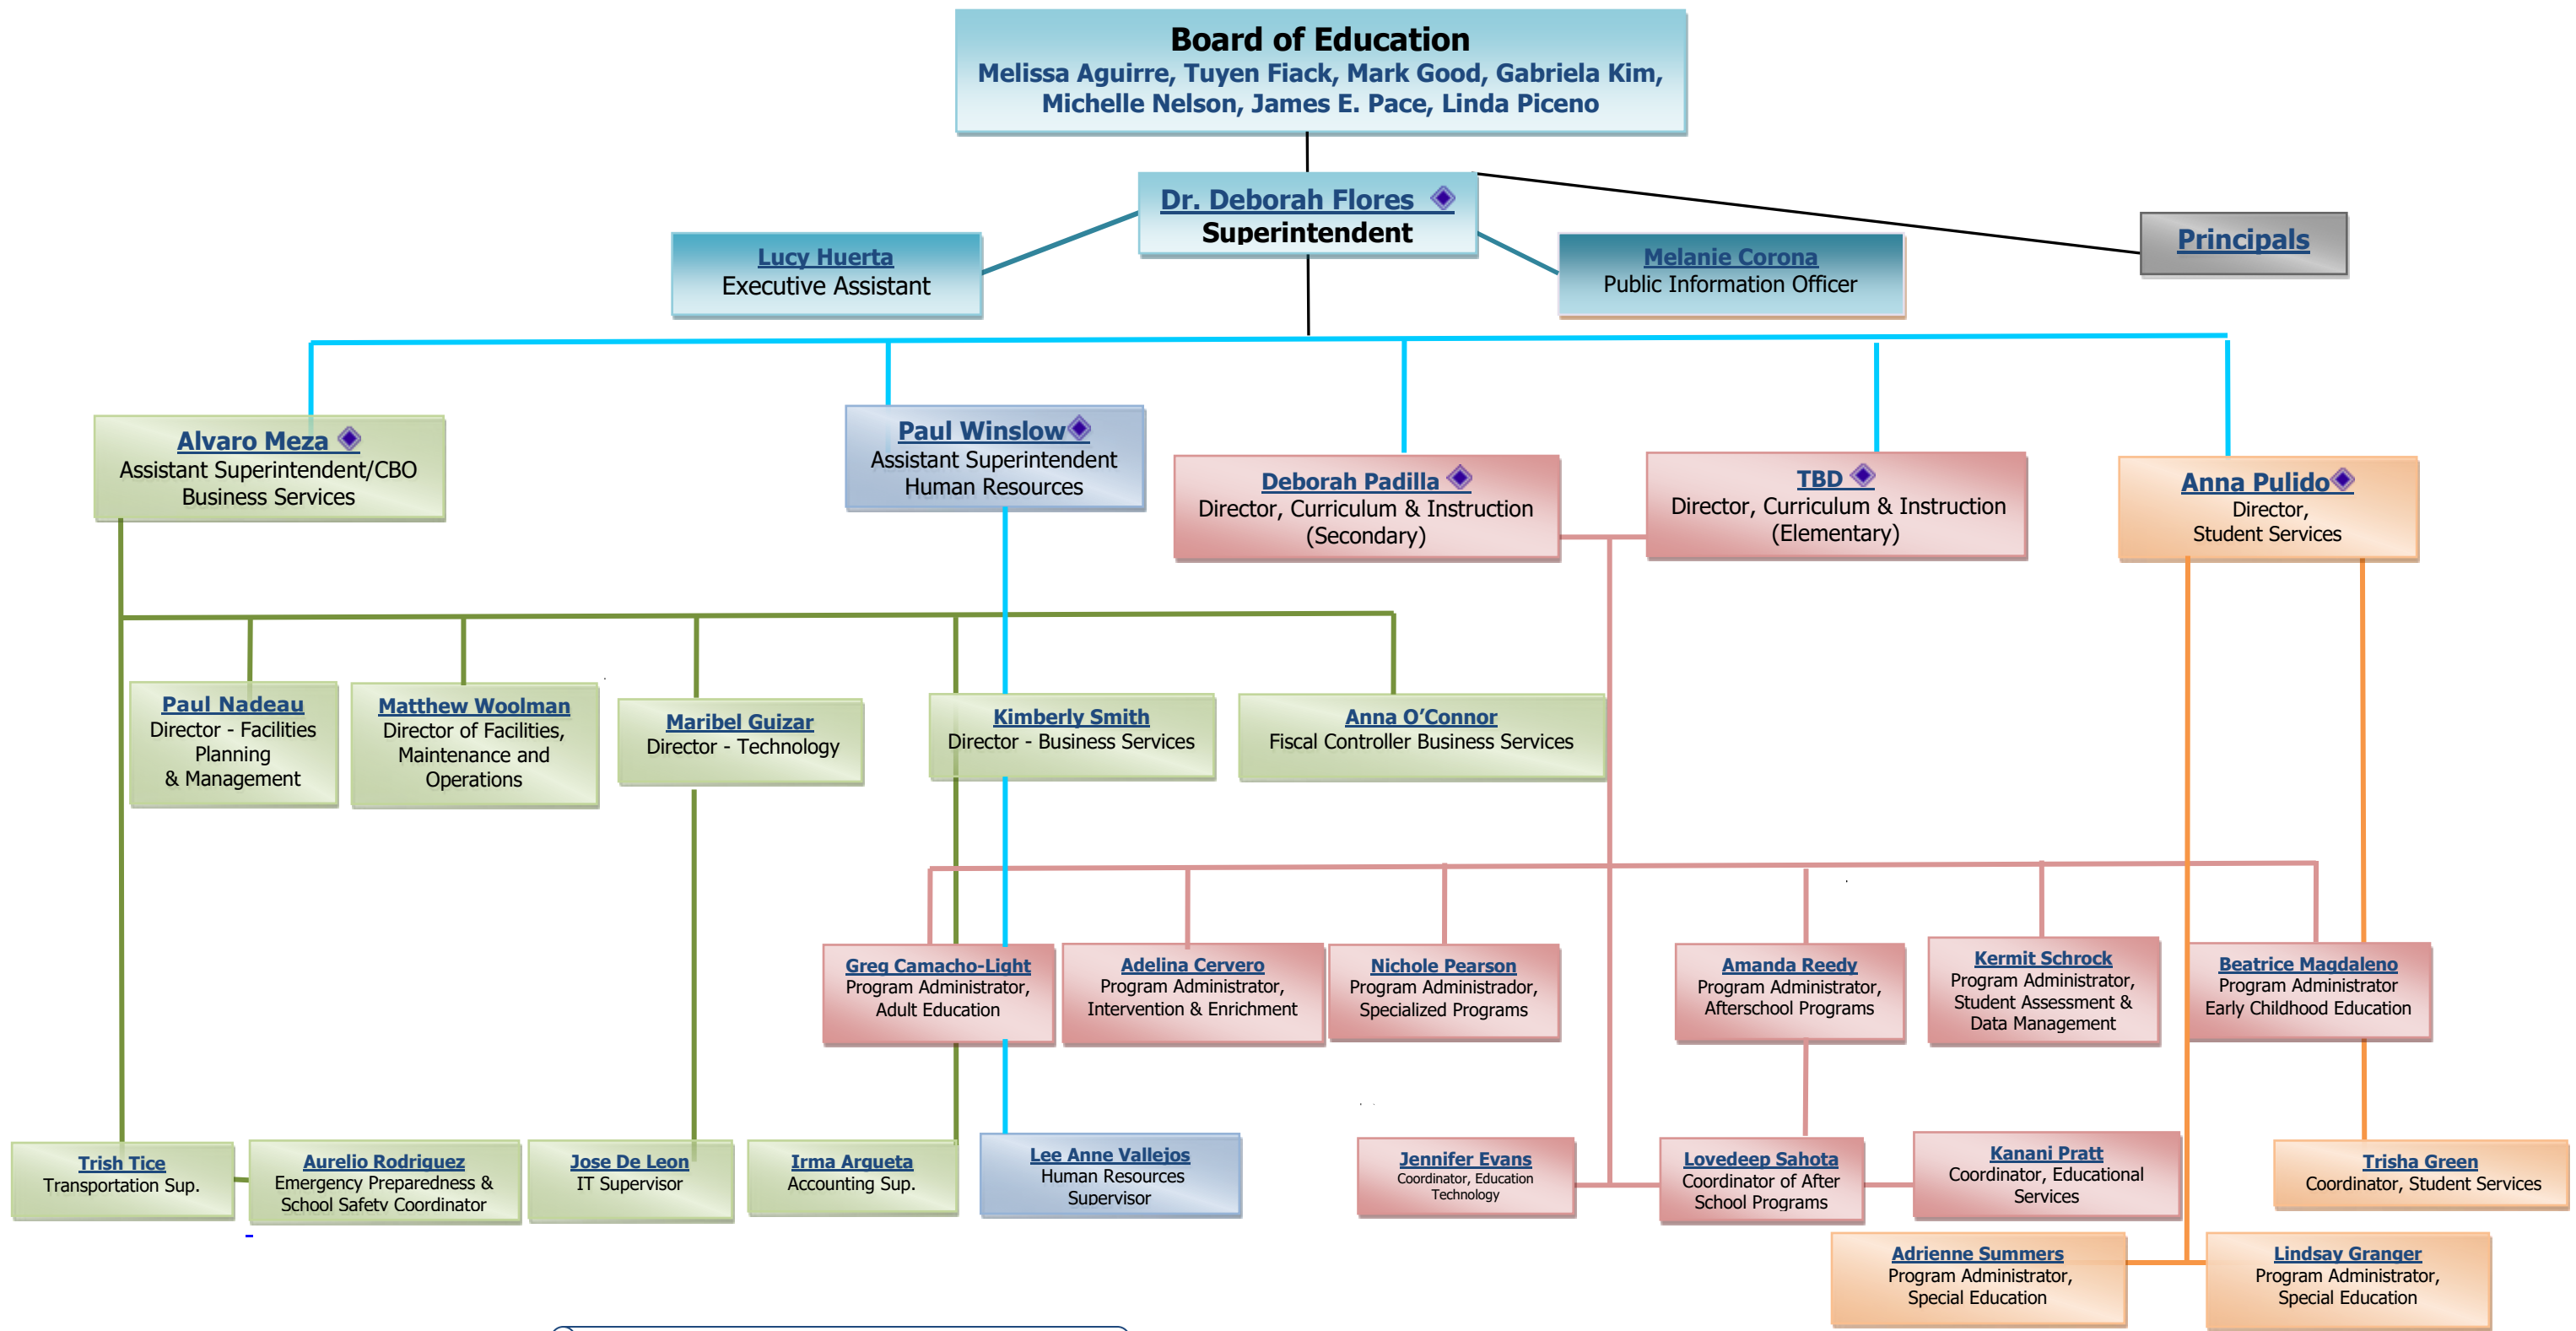 Board of Education
Melissa Aguirre, Tuyen Fiack, Mark Good, Gabriela Kim,
Michelle Nelson, James E. Pace, Linda Piceno
Dr. Deborah Flores
Superintendent
Lucy Huerta
Executive Assistant
Melanie Corona
Public Information Officer
Principals
Alvaro Meza
Assistant Superintendent/CBO
Business Services
Paul Winslow
Assistant Superintendent
Human Resources
Deborah Padilla
Director, Curriculum & Instruction
(Secondary)
TBD
Director, Curriculum & Instruction
(Elementary)
Anna Pulido
Director,
Student Services
Paul Nadeau
Director - Facilities
Planning
& Management
Matthew Woolman
Director of Facilities,
Maintenance and
Operations
Maribel Guizar
Director - Technology
Kimberly Smith
Director - Business Services
Anna O’Connor
Fiscal Controller Business Services
Greg Camacho-Light
Program Administrator,
Adult Education
Adelina Cervero
Program Administrator,
Intervention & Enrichment
Nichole Pearson
Program Administrador,
Specialized Programs
Amanda Reedy
Program Administrator,
Afterschool Programs
Kermit Schrock
Program Administrator,
Student Assessment &
Data Management
Beatrice Magdaleno
Program Administrator
Early Childhood Education
Trish Tice
Transportation Sup.
Aurelio Rodriguez
Emergency Preparedness &
School Safety Coordinator
Jose De Leon
IT Supervisor
Irma Argueta
Accounting Sup.
Lee Anne Vallejos
Human Resources
Supervisor
Jennifer Evans
Coordinator, Education
Technology
Lovedeep Sahota
Coordinator of After
School Programs
Kanani Pratt
Coordinator, Educational
Services
Trisha Green
Coordinator, Student Services
Adrienne Summers
Program Administrator,
Special Education
Lindsay Granger
Program Administrator,
Special Education